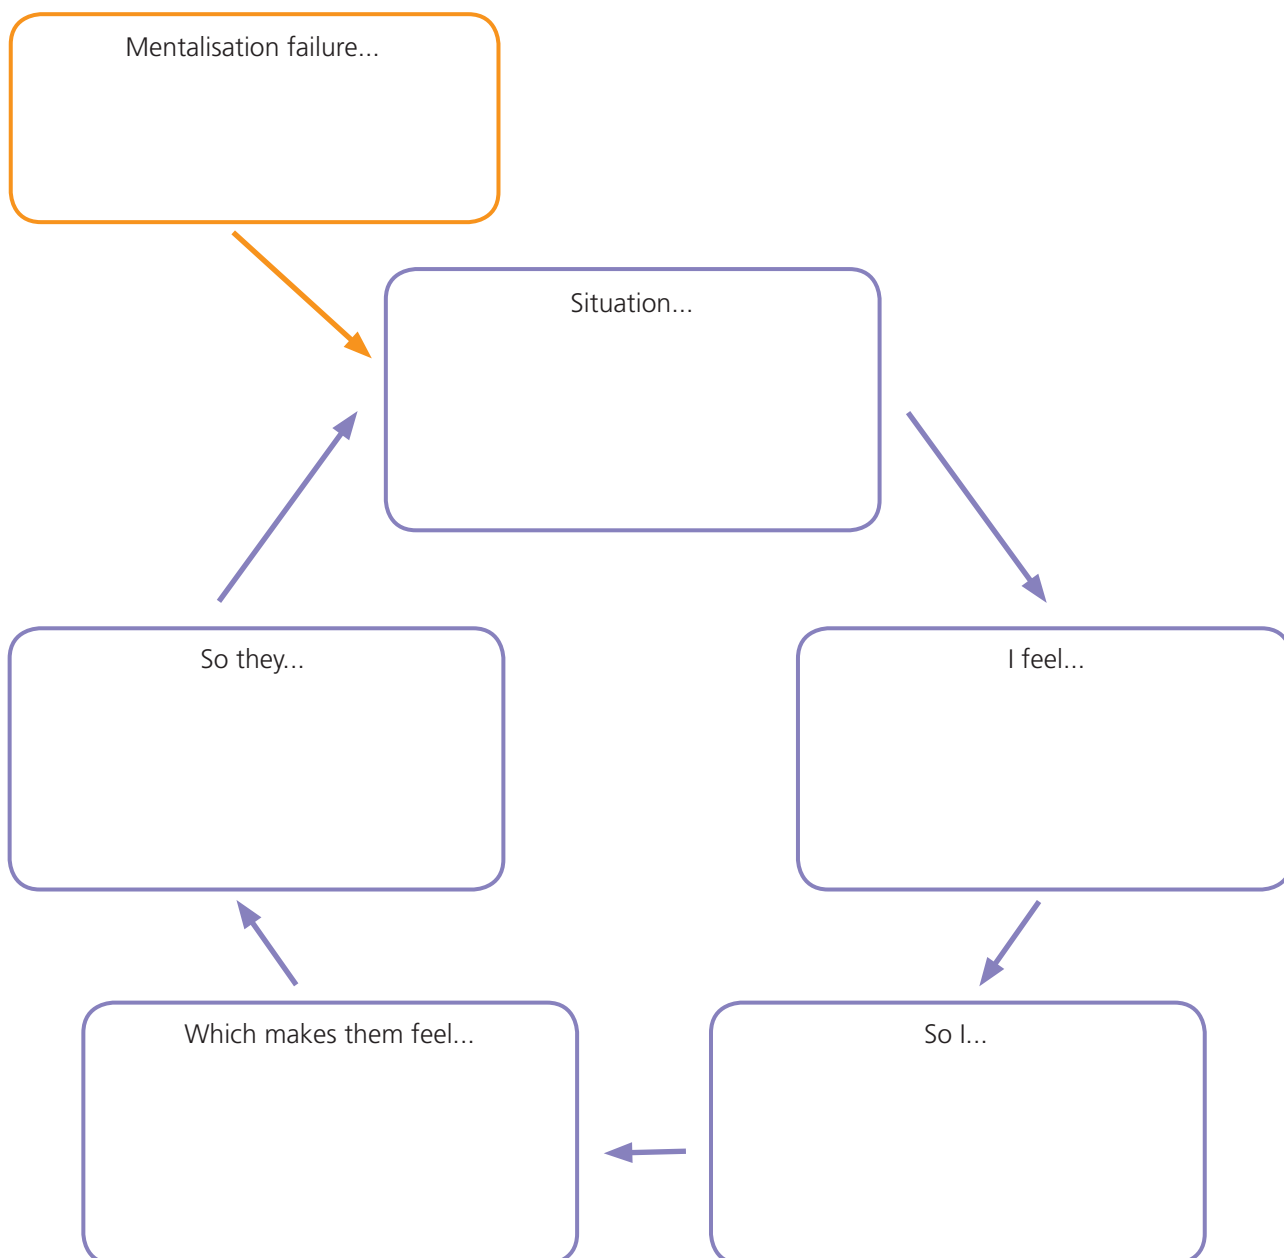 Mentalisation failure...
Situation...
So they...
I feel...
Which makes them feel...
So I...